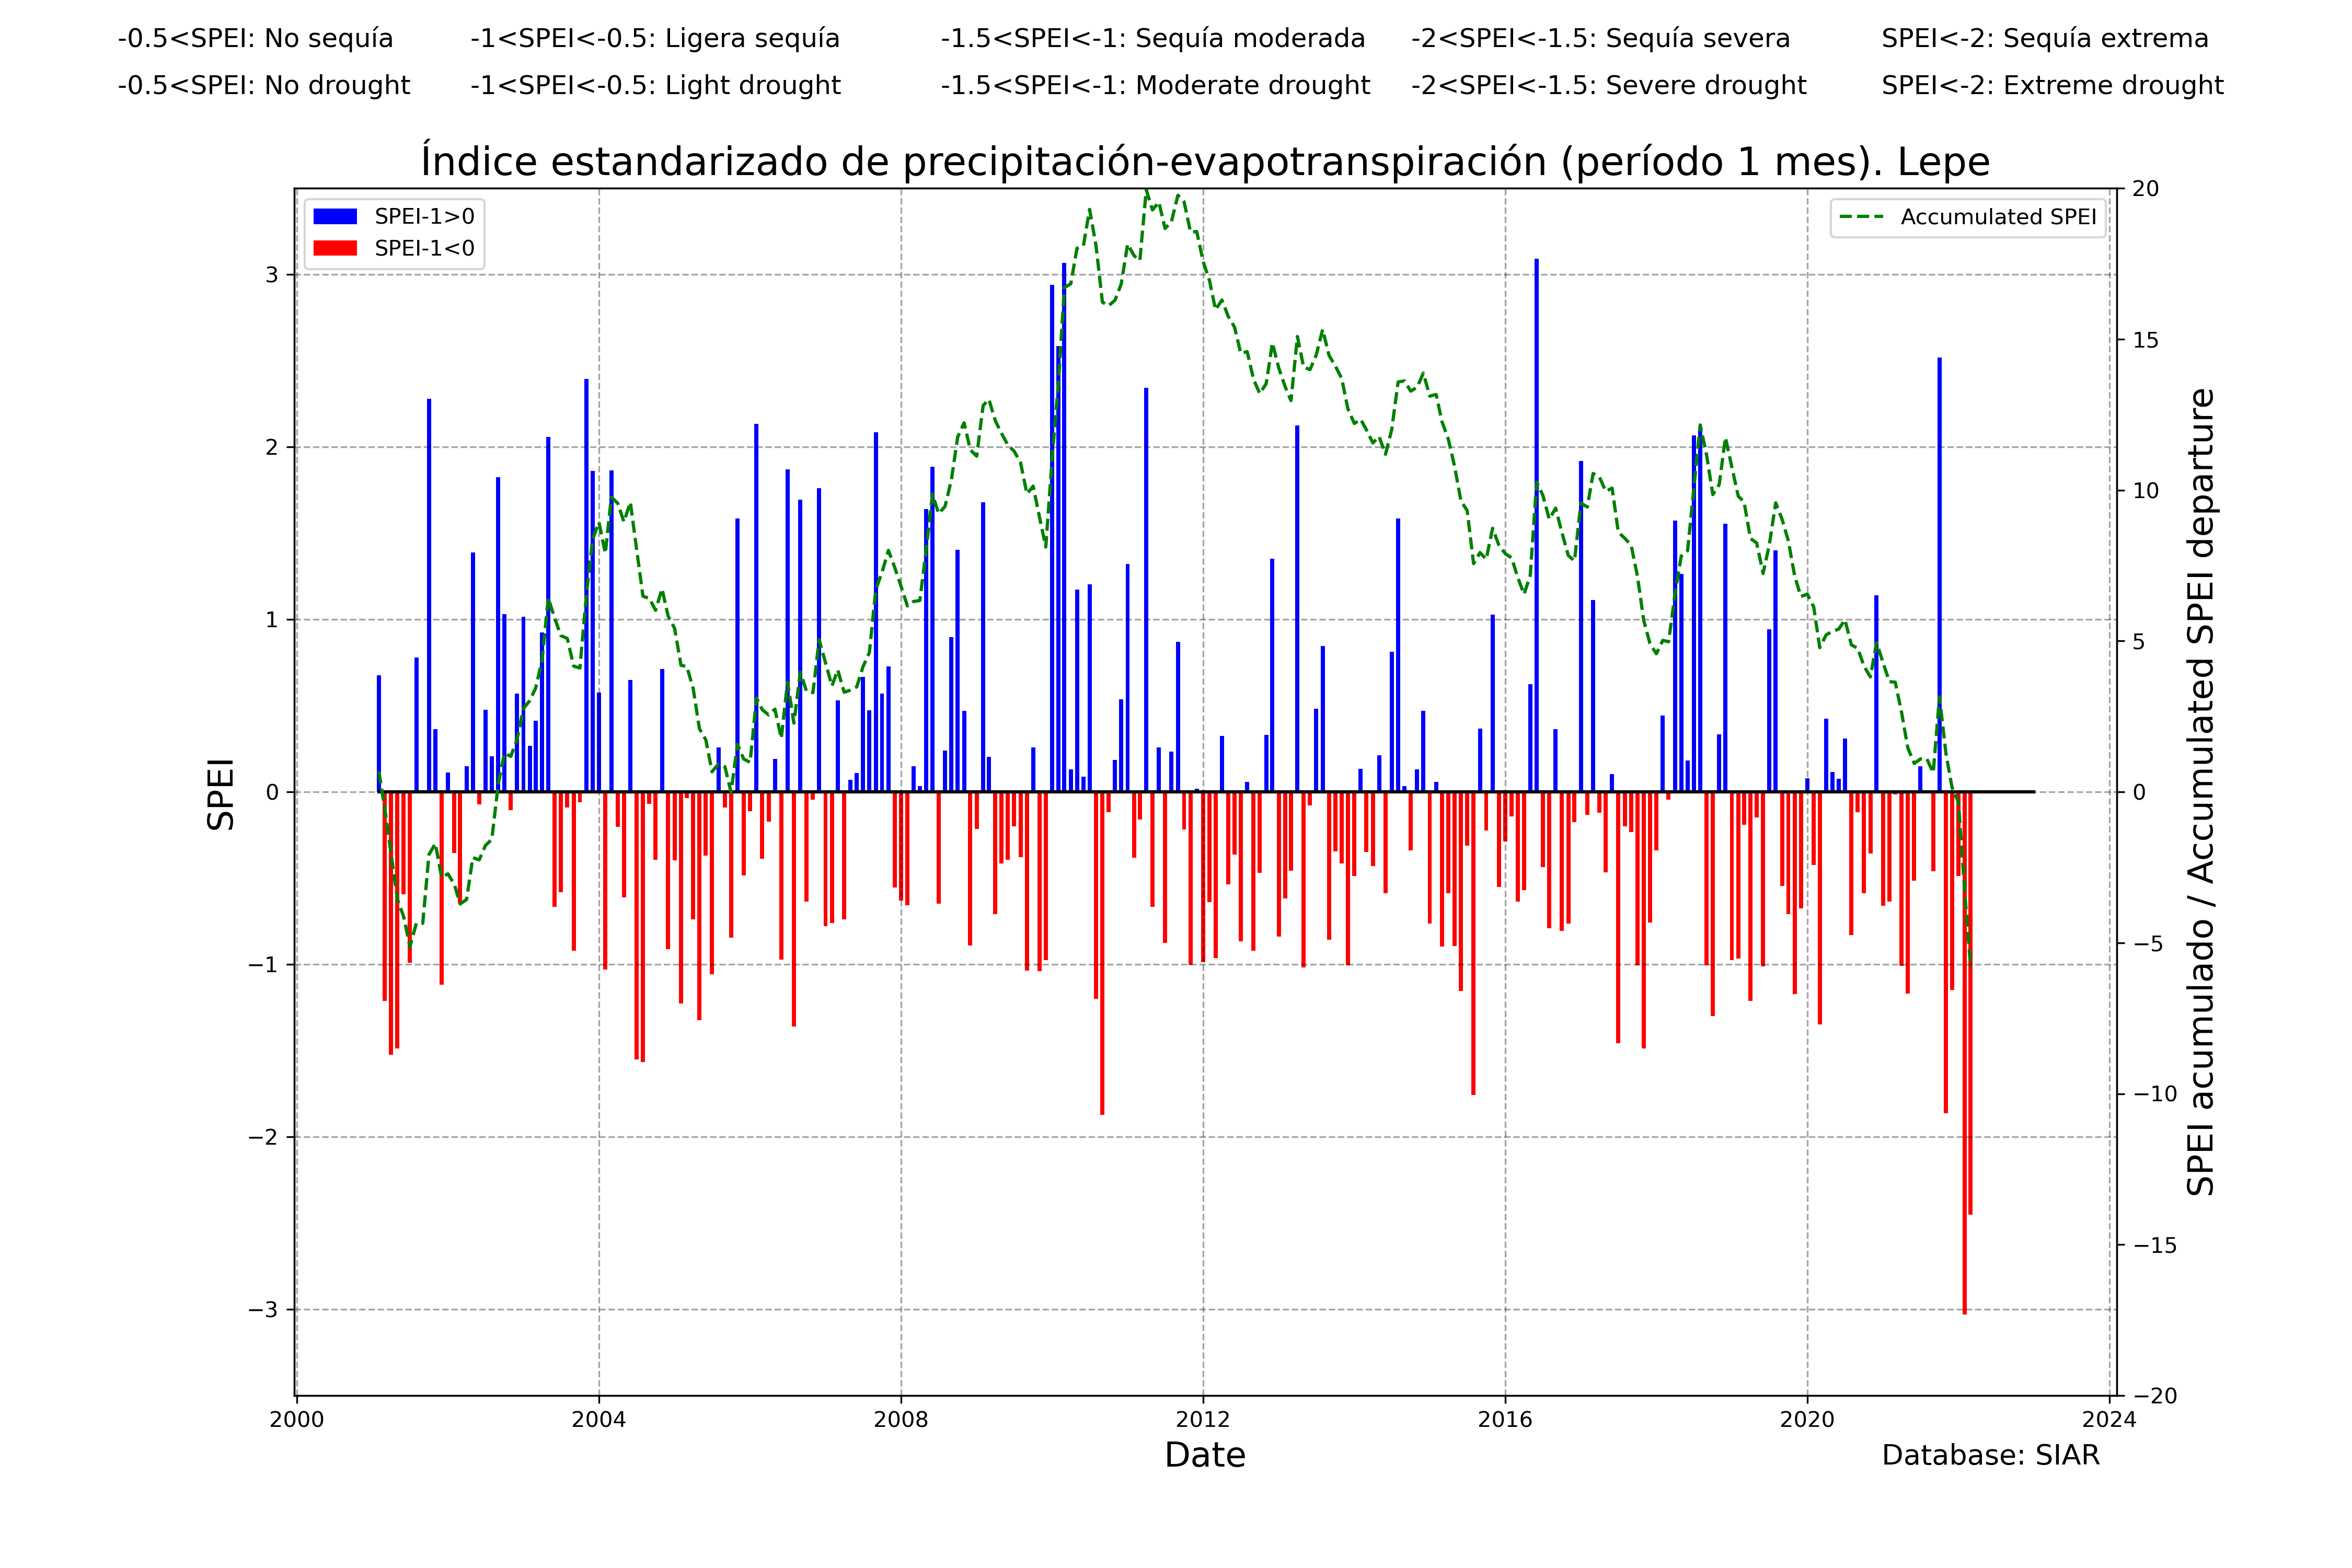 -0.5<SPEI: No sequía -1<SPEI<-0.5: Ligera sequía -1.5<SPEI<-1: Sequía moderada -2<SPEI<-1.5: Sequía severa SPEI<-2: Sequía extrema
-0.5<SPEI: No drought -1<SPEI<-0.5: Light drought -1.5<SPEI<-1: Moderate drought -2<SPEI<-1.5: Severe drought SPEI<-2: Extreme drought
Índice estandarizado de precipitación-evapotranspiración (período 1 mes). Lepe
SPEI-1>0
SPEI-1<0
Accumulated SPEI
SPEI
3
2
1
0
−1
−2
−3
20
15
10
5
0
−5
−10
−15
−20
SPEI acumulado / Accumulated SPEI departure
2000 2004 2008 2012 2016 2020 2024
Date
Database: SIAR